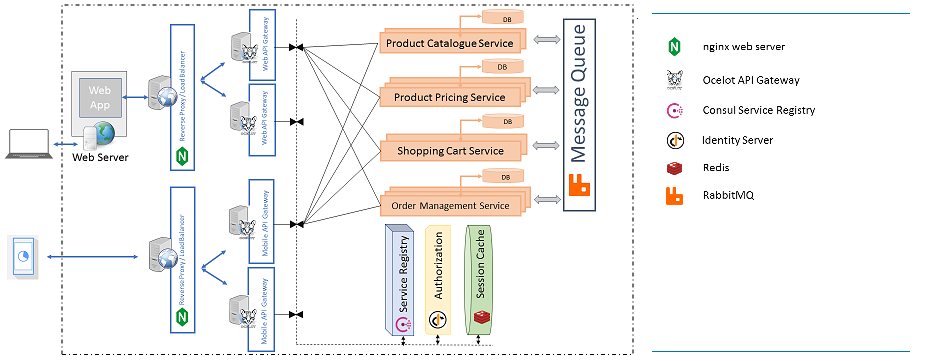 Web
App
Web Server
Reverse Proxy / Load Balancer
Web API Gateway
Web API Gateway
Reverse Proxy / Load Balancer
Mobile API Gateway
Mobile API Gateway
DB
Product Catalogue Service
DB
Product Pricing Service
DB
Shopping Cart Service
DB
Order Management Service
Message Queue
Service Registry
Authorization
Session Cache
nginx web server
Ocelot API Gateway
Consul Service Registry
Identity Server
Redis
RabbitMQ